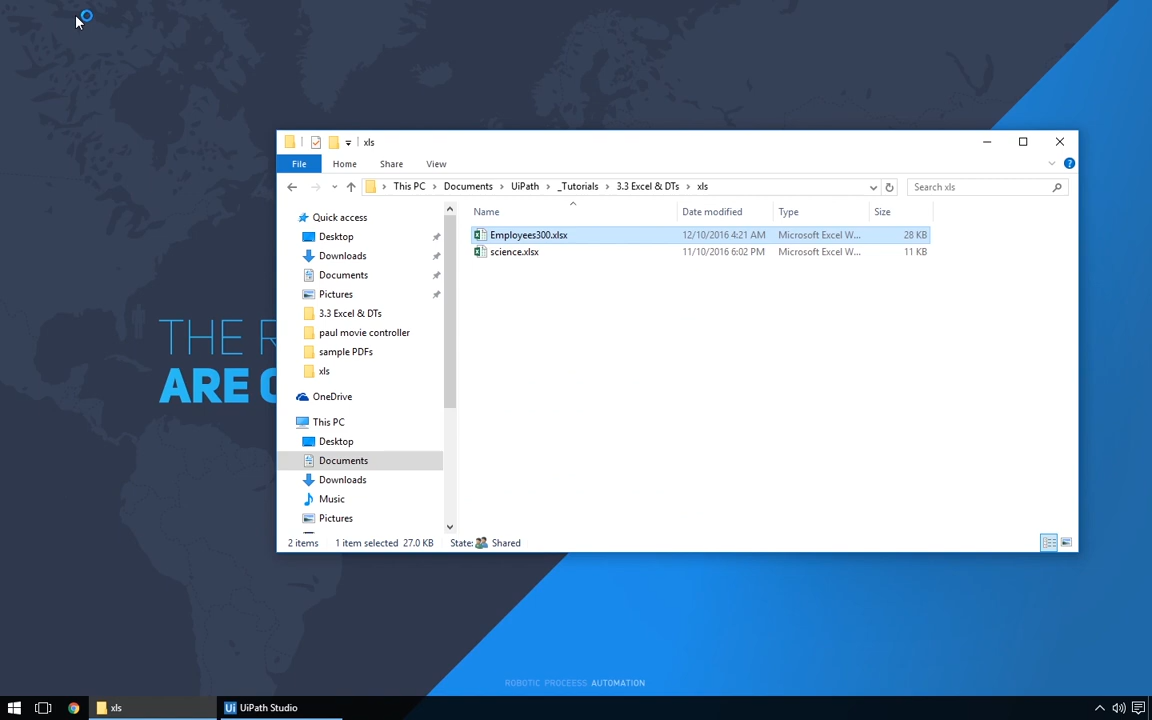 xls
File
Home
Share
View
This PC
Documents
UiPath
_Tutorials
3.3 Excel & DTs
xls
Search xls
Name
Date modified
Type
Size
Employees300.xlsx
12/10/2016 4:21 AM
Microsoft Excel W...
28 KB
science.xlsx
11/10/2016 6:02 PM
Microsoft Excel W...
11 KB
Quick access
Desktop
Downloads
Documents
Pictures
3.3 Excel & DTs
paul movie controller
sample PDFs
xls
OneDrive
This PC
Desktop
Documents
Downloads
Music
Pictures
2 items
1 item selected 27.0 KB
State:
Shared
THE R
ARE
ROBOTIC PROCEESS AUTOMATION
xls
Ui UiPath Studio